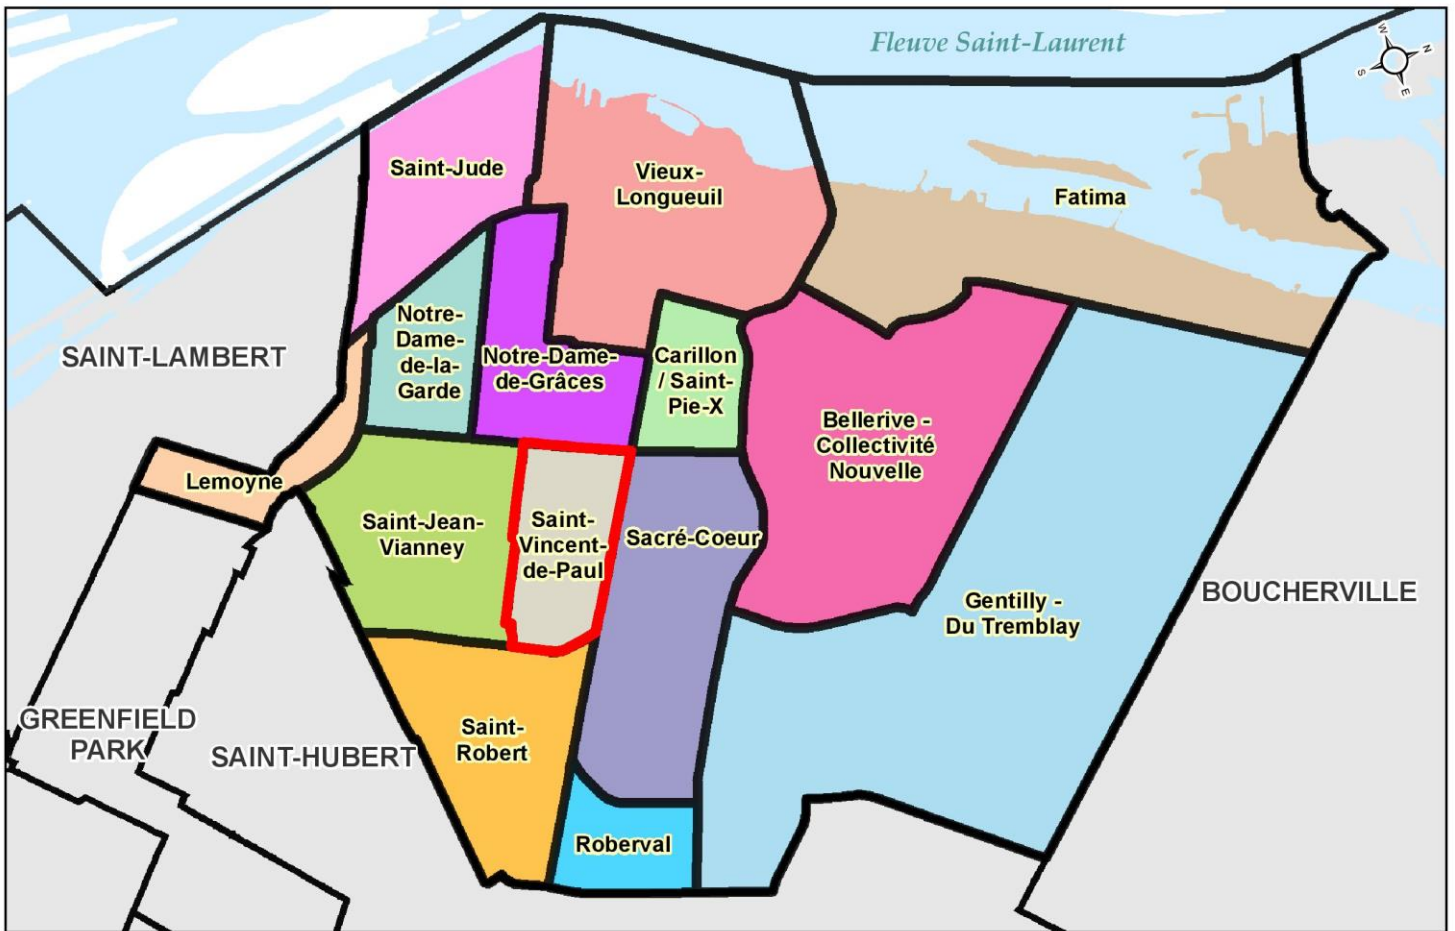 Fleuve Saint-Laurent
W
N
S
E
Saint-Jude
Vieux-
Longueuil
Fatima
Notre-
Dame-
de-la-
Garde
SAINT-LAMBERT
Notre-Dame-
de-Grâces
Carillon
/ Saint-
Pie-X
Bellerive -
Collectivité
Nouvelle
Lemoyne
Saint-Jean-
Vianney
Saint-
Vincent-
de-Paul
Sacré-Coeur
Gentilly -
Du Tremblay
BOUCHERVILLE
GREENFIELD
PARK
SAINT-HUBERT
Saint-
Robert
Roberval